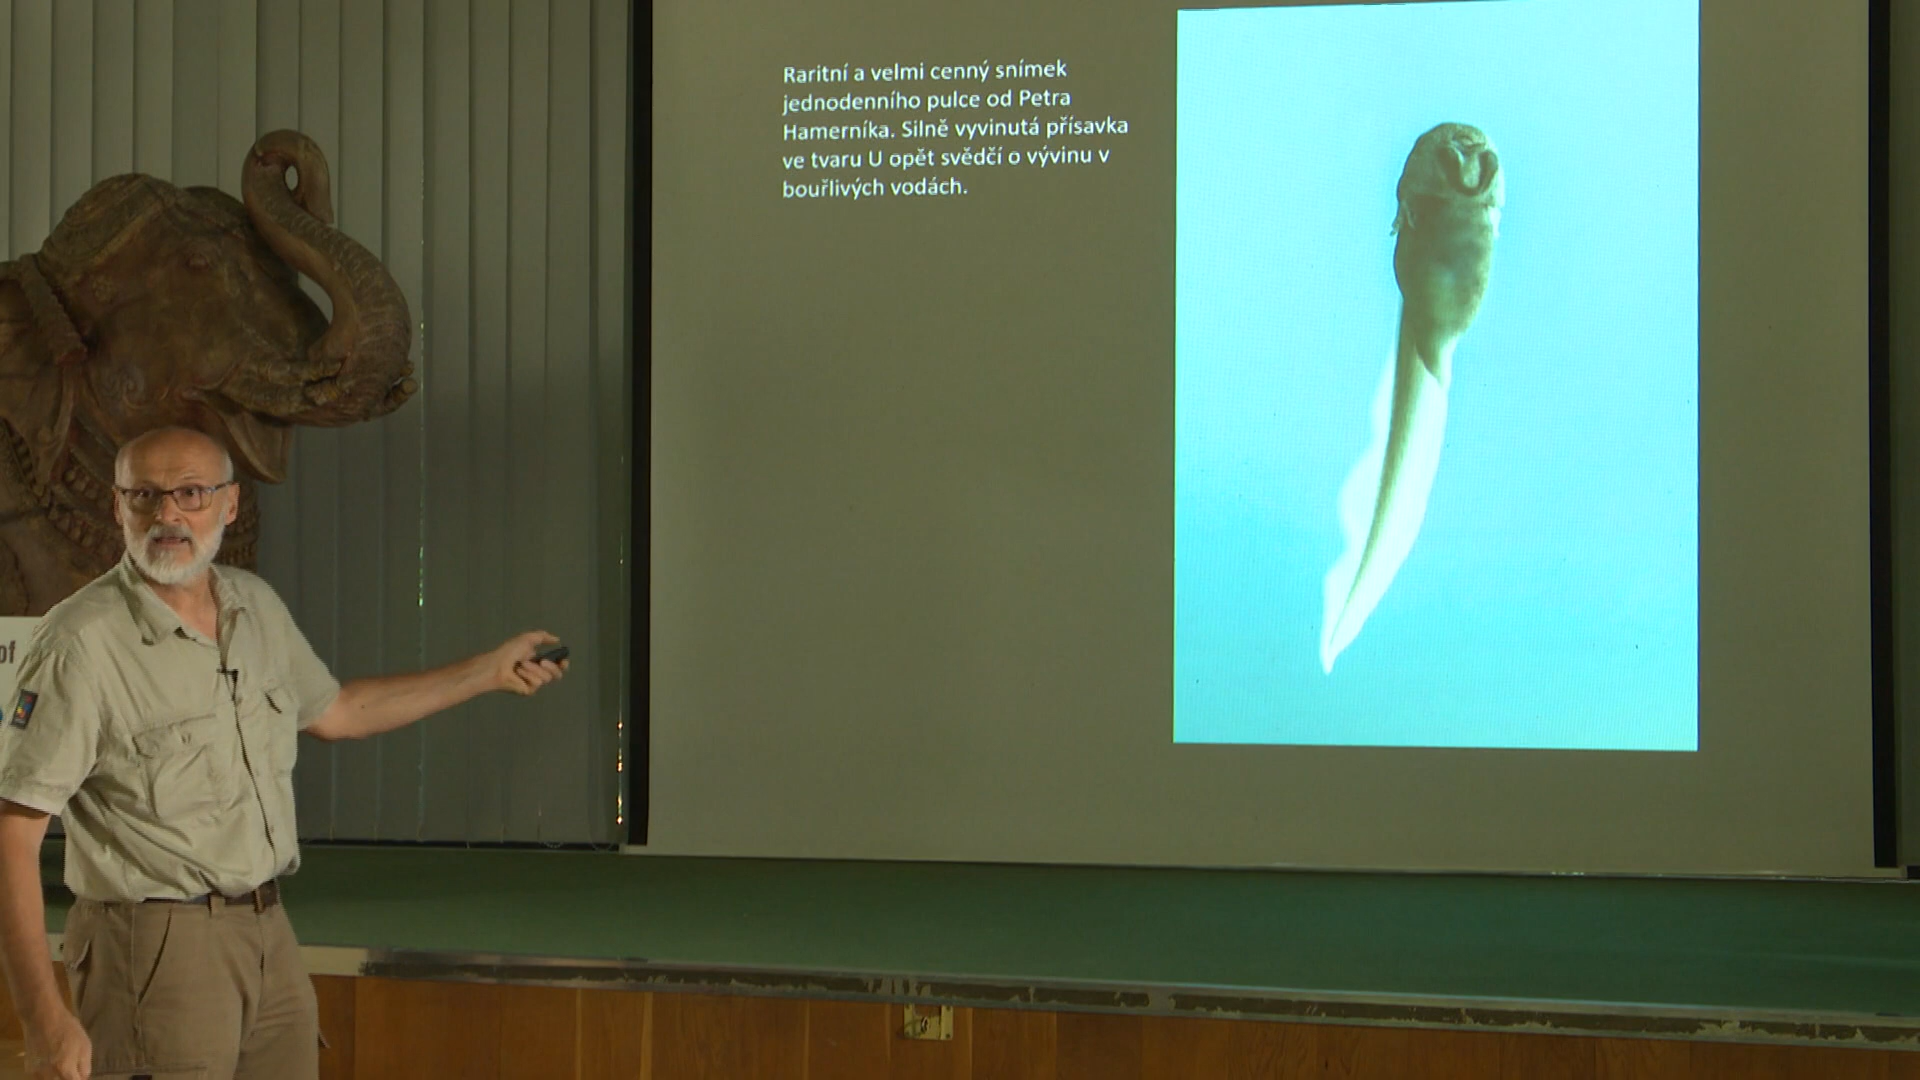 Raritní a velmi cenný snímek
jednodenního pulce od Petra
Hamerníka. Silně vyvinutá přísavka
ve tvaru U opět svědčí o vývinu v
bouřlivých vodách.
of